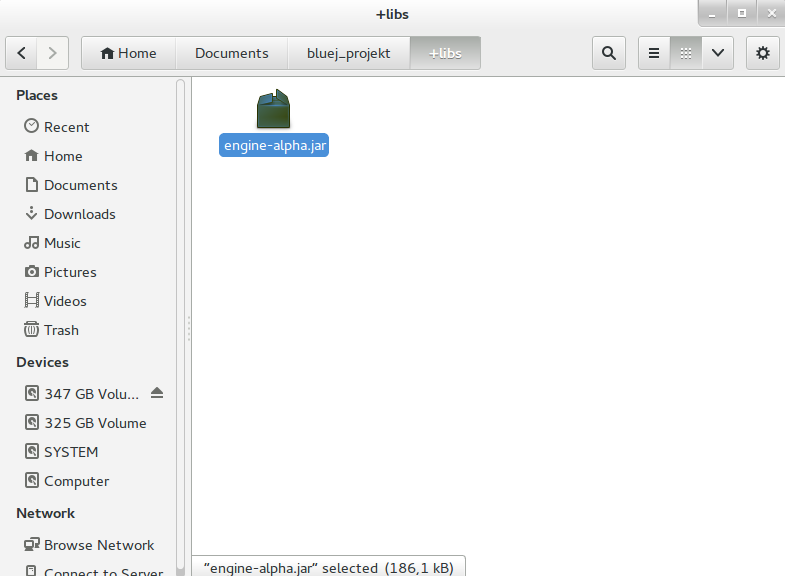 +libs
Home
Documents
bluej_projekt
+libs
Places
Recent
Home
Documents
Downloads
Music
Pictures
Videos
Trash
Devices
347 GB Volu...
325 GB Volume
SYSTEM
Computer
Network
Browse Network
Connect to Server
engine-alpha.jar
“engine-alpha.jar” selected (186,1 kB)